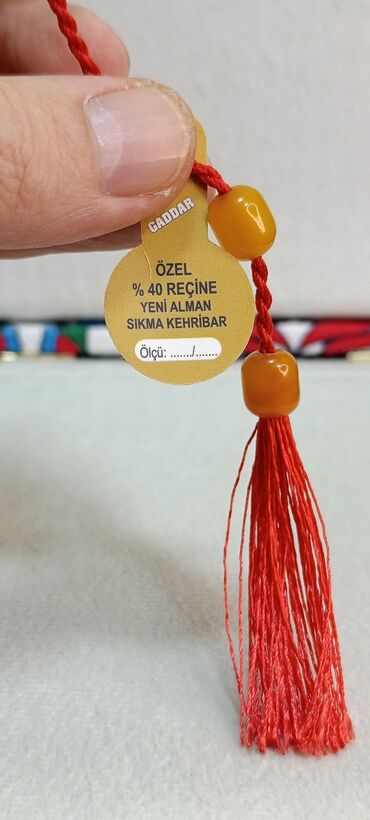 GADDAR
ÖZEL
% 40 REÇİNE
YENİ ALMAN
SIKMA KEHRİBAR
Ölçü: ......./.......